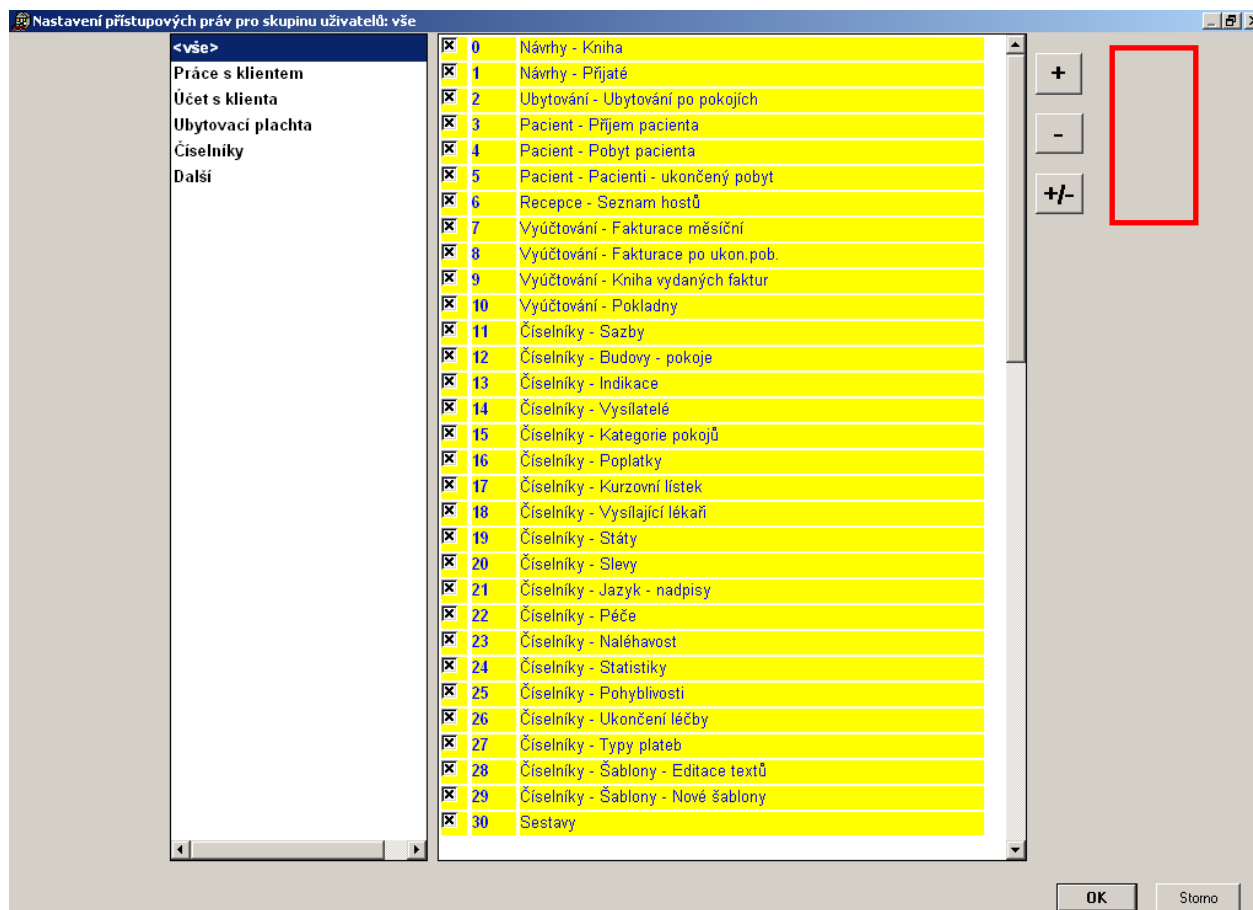 Nastavení přístupových práv pro skupinu uživatelů: vše
<vše>
Práce s klientem
Účet s klienta
Ubytovací plachta
Číselníky
Další
0 Návrhy - Kniha
1 Návrhy - Přijaté
2 Ubytování - Ubytování po pokojích
3 Pacient - Příjem pacienta
4 Pacient - Pobyt pacienta
5 Pacient - Pacienti - ukončený pobyt
6 Recepce - Seznam hostů
7 Vyúčtování - Fakturace měsíční
8 Vyúčtování - Fakturace po ukon.pob.
9 Vyúčtování - Kniha vydaných faktur
10 Vyúčtování - Pokladny
11 Číselníky - Sazby
12 Číselníky - Budovy - pokoje
13 Číselníky - Indikace
14 Číselníky - Vysílatelé
15 Číselníky - Kategorie pokojů
16 Číselníky - Poplatky
17 Číselníky - Kurzovní lístek
18 Číselníky - Vysílající lékaři
19 Číselníky - Státy
20 Číselníky - Slevy
21 Číselníky - Jazyk - nadpisy
22 Číselníky - Péče
23 Číselníky - Naléhavost
24 Číselníky - Statistiky
25 Číselníky - Pohyblivosti
26 Číselníky - Ukončení léčby
27 Číselníky - Typy plateb
28 Číselníky - Šablony - Editace textů
29 Číselníky - Šablony - Nové šablony
30 Sestavy
+
-
+/-
OK
Storno